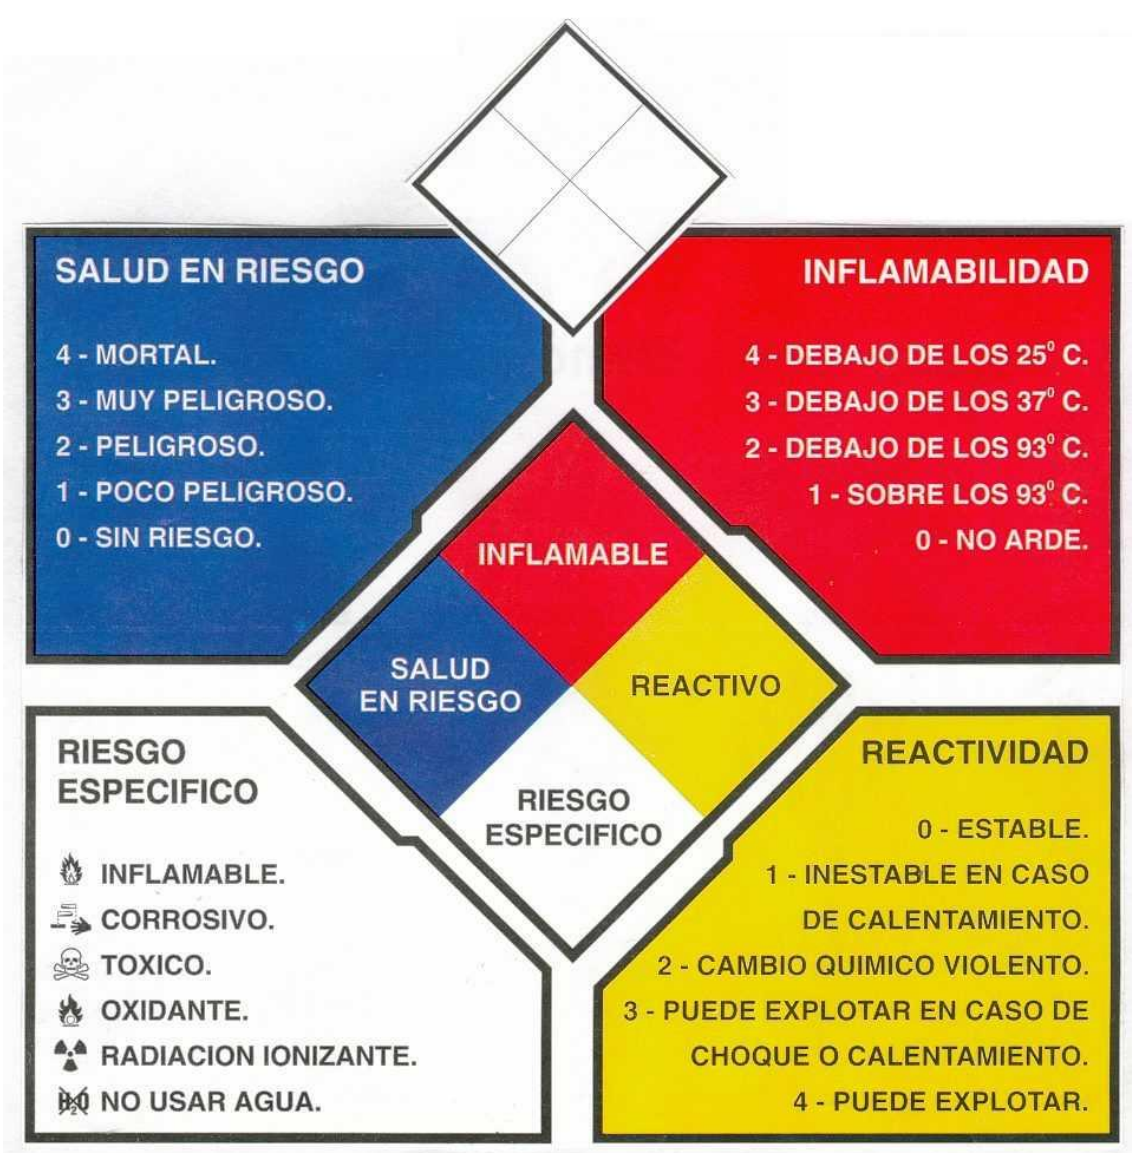 SALUD EN RIESGO
4 - MORTAL.
3 - MUY PELIGROSO.
2 - PELIGROSO.
1 - POCO PELIGROSO.
0 - SIN RIESGO.
INFLAMABILIDAD
4 - DEBAJO DE LOS 25° C.
3 - DEBAJO DE LOS 37° C.
2 - DEBAJO DE LOS 93° C.
1 - SOBRE LOS 93° C.
0 - NO ARDE.
INFLAMABLE
SALUD
EN RIESGO
REACTIVO
RIESGO
ESPECIFICO
RIESGO
ESPECIFICO
INFLAMABLE.
CORROSIVO.
TOXICO.
OXIDANTE.
RADIACION IONIZANTE.
H₂O NO USAR AGUA.
REACTIVIDAD
0 - ESTABLE.
1 - INESTABLE EN CASO
DE CALENTAMIENTO.
2 - CAMBIO QUIMICO VIOLENTO.
3 - PUEDE EXPLOTAR EN CASO DE
CHOQUE O CALENTAMIENTO.
4 - PUEDE EXPLOTAR.